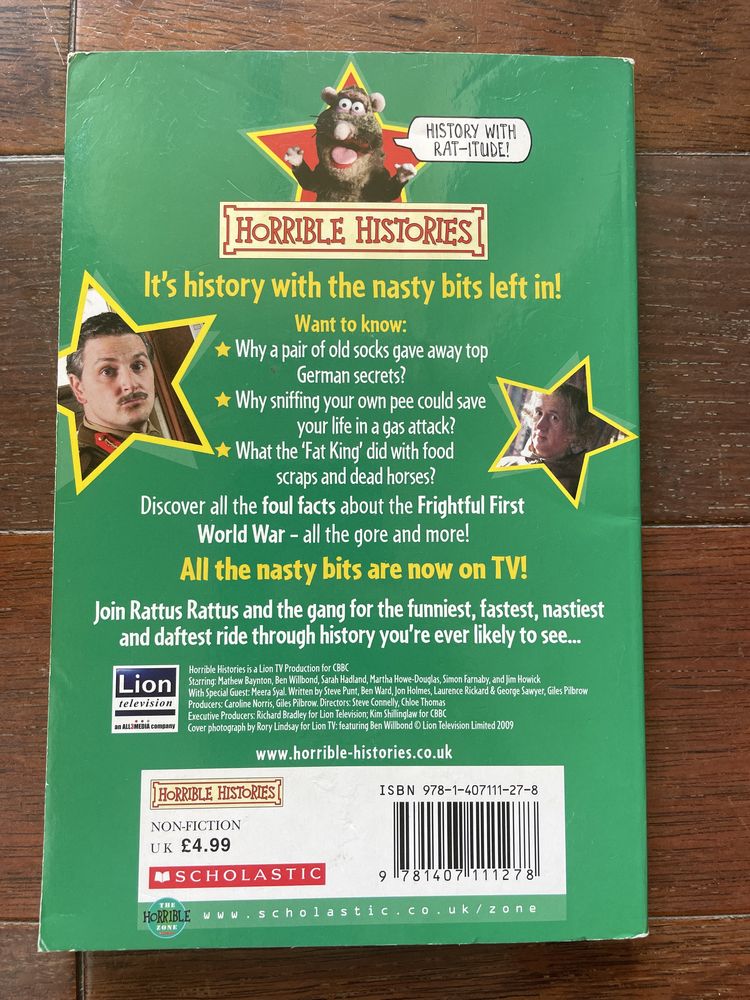 HISTORY WITH
RAT-ITUDE!
HORRIBLE HISTORIES
It's history with the nasty bits left in!
Want to know:
Why a pair of old socks gave away top
German secrets?
Why sniffing your own pee could save
your life in a gas attack?
What the 'Fat King' did with food
scraps and dead horses?
Discover all the foul facts about the Frightful First
World War – all the gore and more!
All the nasty bits are now on TV!
Join Rattus Rattus and the gang for the funniest, fastest, nastiest
and daftest ride through history you're ever likely to see...
Lion
television
an ALL3MEDIA company
Horrible Histories is a Lion TV Production for CBBC
Starring: Mathew Baynton, Ben Willbond, Sarah Hadland, Martha Howe-Douglas, Simon Farnaby, and Jim Howick
With Special Guest: Meera Syal. Written by Steve Punt, Ben Ward, Jon Holmes, Laurence Rickard & George Sawyer, Giles Pilbrow
Producers: Caroline Norris, Giles Pilbrow. Directors: Steve Connelly, Chloe Thomas
Executive Producers: Richard Bradley for Lion Television; Kim Shillinglaw for CBBC
Cover photograph by Rory Lindsay for Lion TV: featuring Ben Willbond © Lion Television Limited 2009
www.horrible-histories.co.uk
HORRIBLE HISTORIES
NON-FICTION
UK £4.99
SCHOLASTIC
ISBN 978-1-407111-27-8
9 781407 111278
THE
HORRIBLE
ZONE
www.scholastic.co.uk/zone